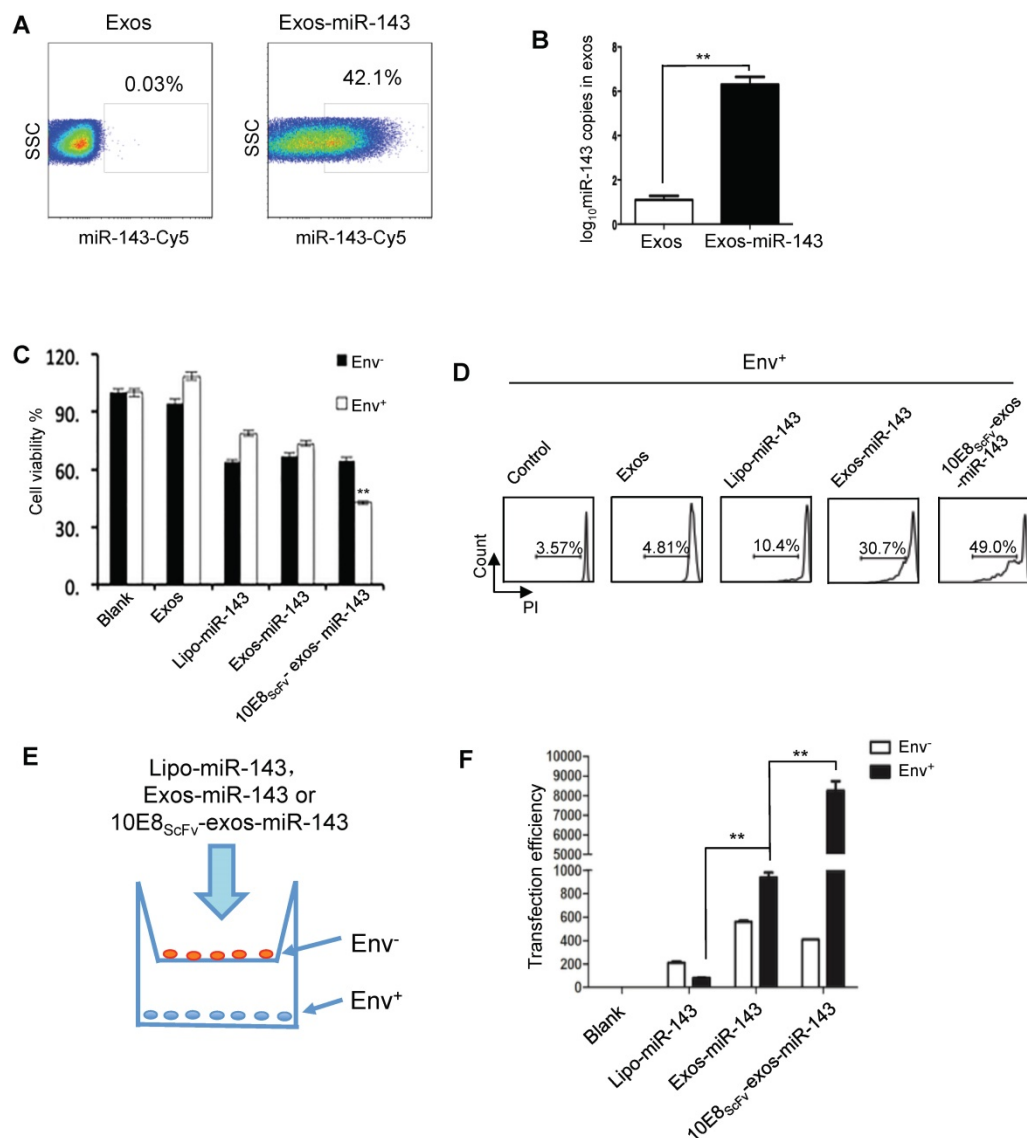 A
Exos
0.03%
SSC
miR-143-Cy5
Exos-miR-143
42.1%
SSC
miR-143-Cy5
B
log₁₀miR-143 copies in exos
8
6
4
2
0
**
Exos
Exos-miR-143
C
Cell viability %
120.
90.
60.
30.
0.
Env⁻
Env⁺
**
Blank
Exos
Lipo-miR-143
Exos-miR-143
10E8ScFv- exos- miR-143
D
Env⁺
Control
Exos
Lipo-miR-143
Exos-miR-143
10E8ScFv-exos
-miR-143
3.57%
4.81%
10.4%
30.7%
49.0%
Count
PI
E
Lipo-miR-143,
Exos-miR-143 or
10E8ScFv-exos-miR-143
Env⁻
Env⁺
F
Transfection efficiency
10000
9000
8000
7000
6000
5000
1000
800
600
400
200
0
**
**
Env⁻
Env⁺
Blank
Lipo-miR-143
Exos-miR-143
10E8ScFv-exos-miR-143